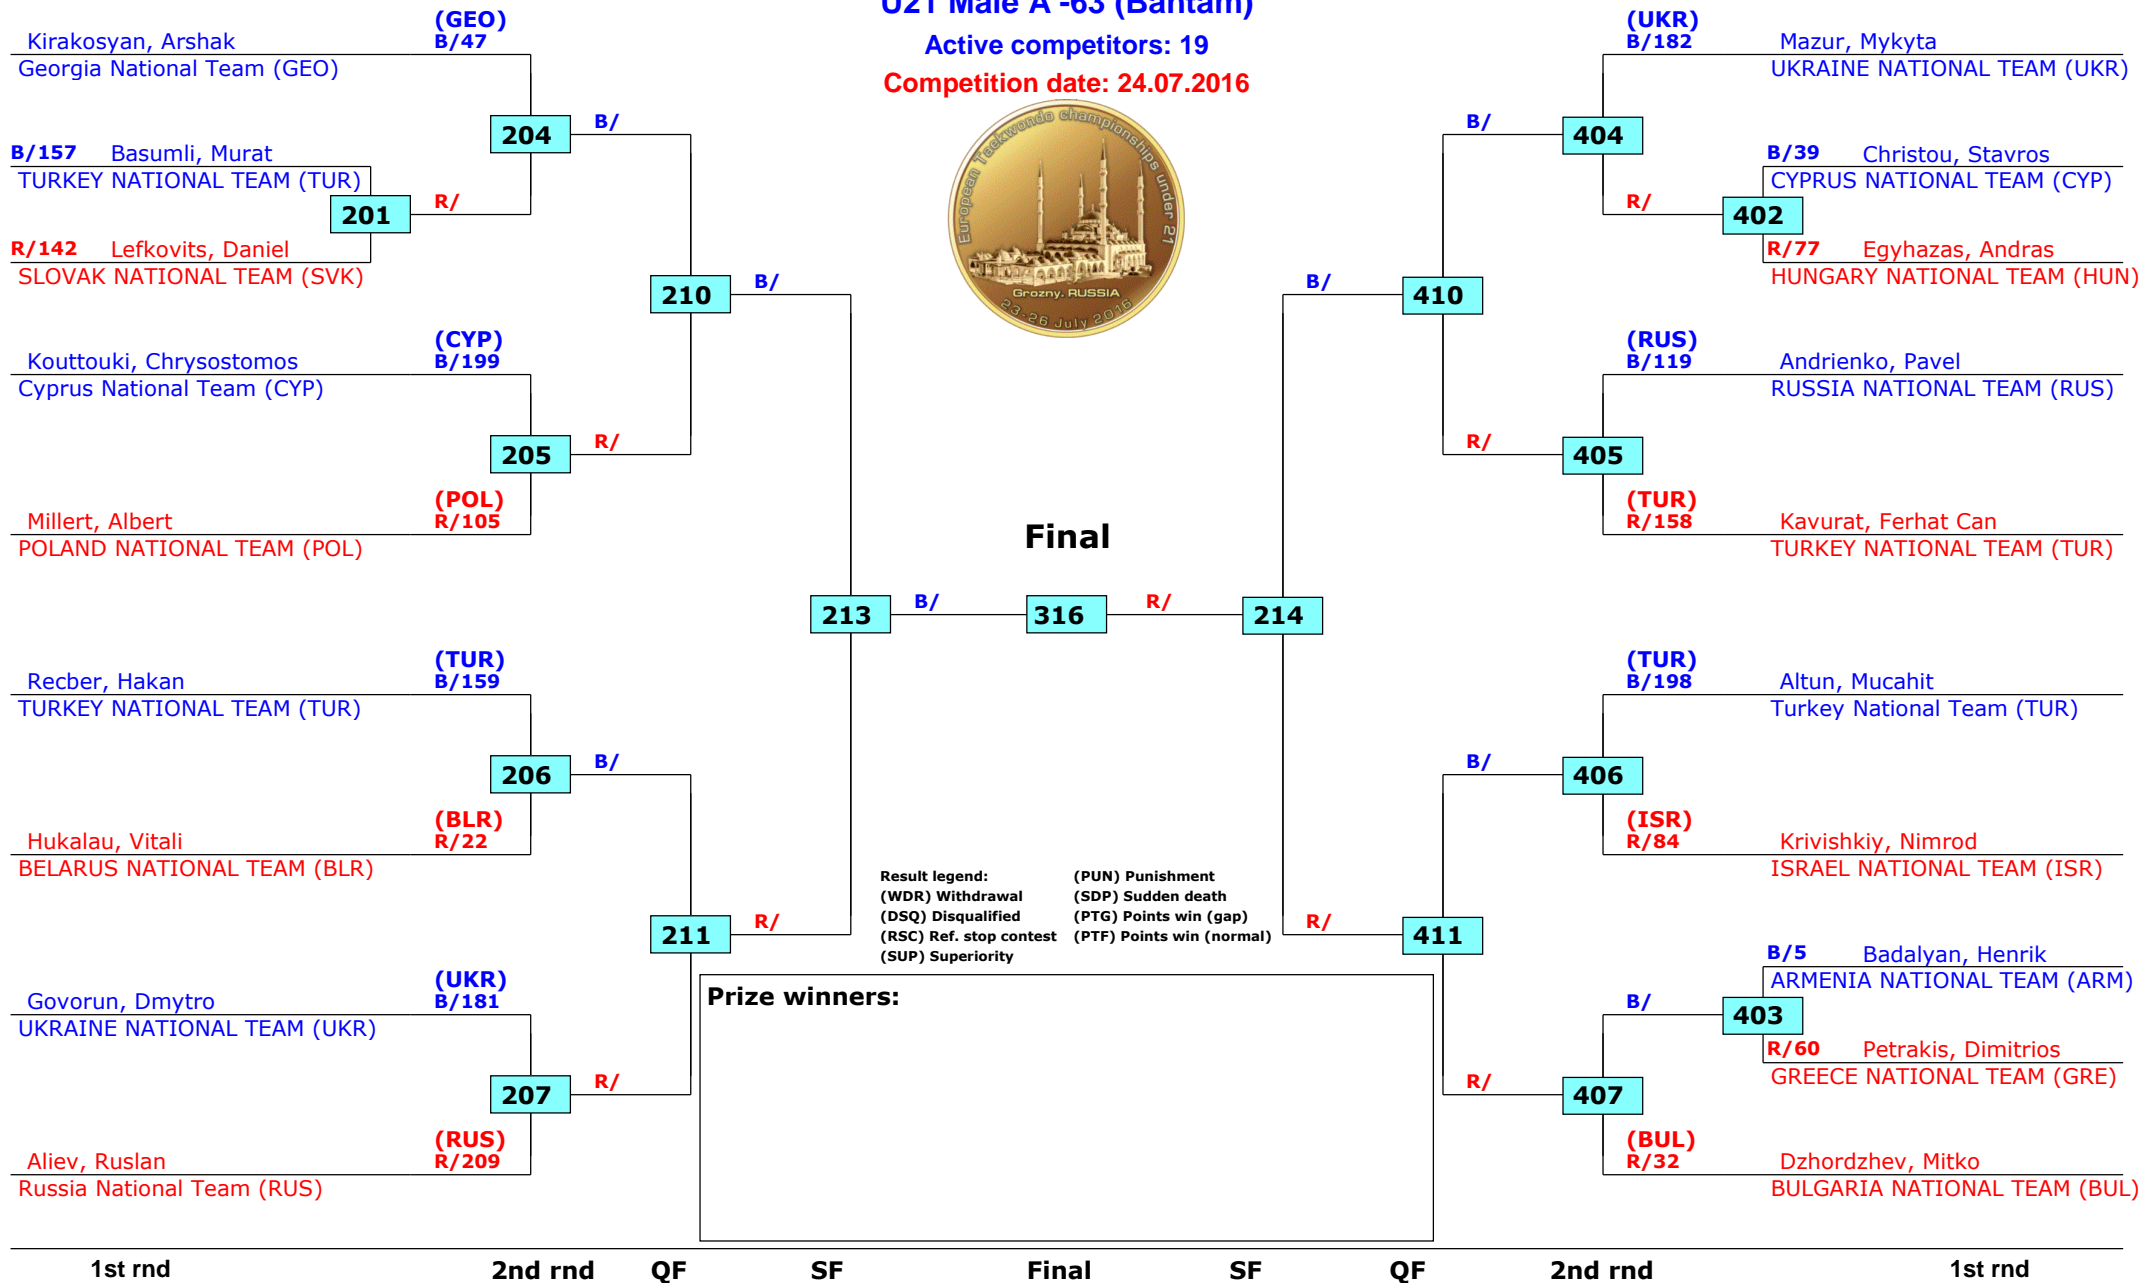 U21 Male A -63 (Bantam)
Active competitors: 19
Competition date: 24.07.2016
European Taekwondo championships under 21
Grozny. RUSSIA
23-26 July 2016
(GEO)
Kirakosyan, Arshak B/47
Georgia National Team (GEO)
204 B/
B/157 Basumli, Murat
TURKEY NATIONAL TEAM (TUR)
201 R/
R/142 Lefkovits, Daniel
SLOVAK NATIONAL TEAM (SVK)
210 B/
(CYP)
Kouttouki, Chrysostomos B/199
Cyprus National Team (CYP)
205 R/
(POL)
Millert, Albert R/105
POLAND NATIONAL TEAM (POL)
(TUR)
Recber, Hakan B/159
TURKEY NATIONAL TEAM (TUR)
206 B/
(BLR)
Hukalau, Vitali R/22
BELARUS NATIONAL TEAM (BLR)
211 R/
(UKR)
Govorun, Dmytro B/181
UKRAINE NATIONAL TEAM (UKR)
207 R/
(RUS)
Aliev, Ruslan R/209
Russia National Team (RUS)
Final
213 B/ 316 R/ 214
(UKR)
B/182 Mazur, Mykyta
UKRAINE NATIONAL TEAM (UKR)
B/ 404
B/39 Christou, Stavros
CYPRUS NATIONAL TEAM (CYP)
R/ 402
R/77 Egyhazas, Andras
HUNGARY NATIONAL TEAM (HUN)
B/ 410
(RUS)
B/119 Andrienko, Pavel
RUSSIA NATIONAL TEAM (RUS)
R/ 405
(TUR)
R/158 Kavurat, Ferhat Can
TURKEY NATIONAL TEAM (TUR)
(TUR)
B/198 Altun, Mucahit
Turkey National Team (TUR)
B/ 406
(ISR)
R/84 Krivishkiy, Nimrod
ISRAEL NATIONAL TEAM (ISR)
R/ 411
B/5 Badalyan, Henrik
ARMENIA NATIONAL TEAM (ARM)
B/ 403
R/60 Petrakis, Dimitrios
GREECE NATIONAL TEAM (GRE)
R/ 407
(BUL)
R/32 Dzhordzhev, Mitko
BULGARIA NATIONAL TEAM (BUL)
Result legend: (PUN) Punishment
(WDR) Withdrawal (SDP) Sudden death
(DSQ) Disqualified (PTG) Points win (gap)
(RSC) Ref. stop contest (PTF) Points win (normal)
(SUP) Superiority
Prize winners:
1st rnd 2nd rnd QF SF Final SF QF 2nd rnd 1st rnd